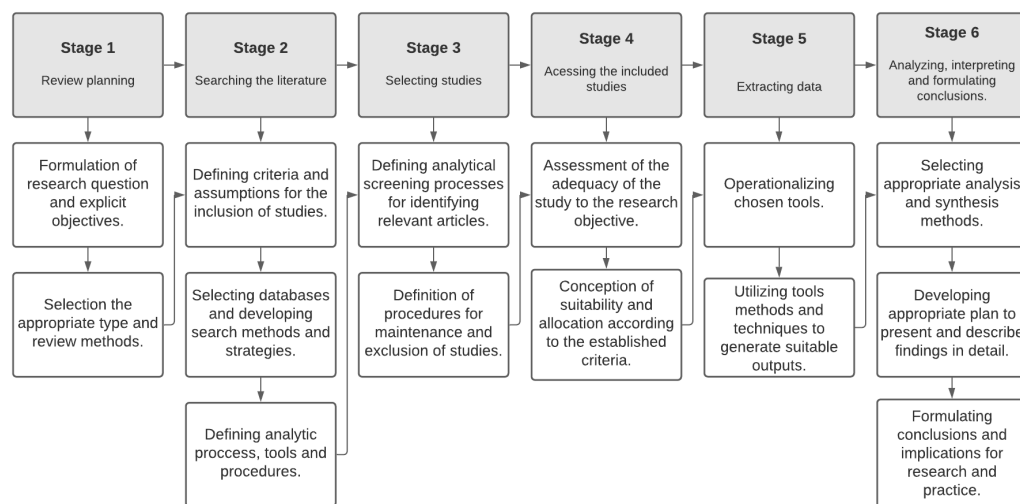 Stage 1
Review planning
Stage 2
Searching the literature
Stage 3
Selecting studies
Stage 4
Acessing the included
studies
Stage 5
Extracting data
Stage 6
Analyzing, interpreting
and formulating
conclusions.
Formulation of
research question
and explicit
objectives.
Selection the
appropriate type and
review methods.
Defining criteria and
assumptions for the
inclusion of studies.
Selecting databases
and developing
search methods and
strategies.
Defining analytic
proccess, tools and
procedures.
Defining analytical
screening processes
for identifying
relevant articles.
Definition of
procedures for
maintenance and
exclusion of studies.
Assessment of the
adequacy of the
study to the research
objective.
Conception of
suitability and
allocation according
to the established
criteria.
Operationalizing
chosen tools.
Utilizing tools
methods and
techniques to
generate suitable
outputs.
Selecting
appropriate analysis
and synthesis
methods.
Developing
appropriate plan to
present and describe
findings in detail.
Formulating
conclusions and
implications for
research and
practice.